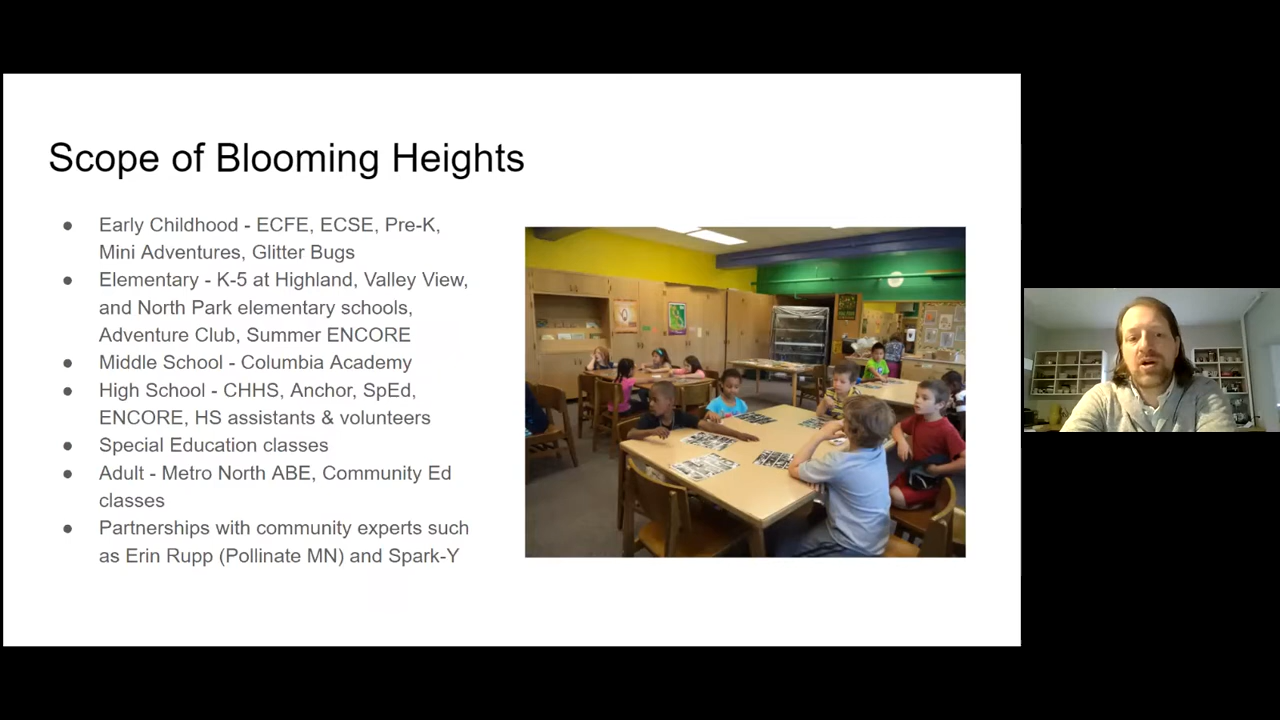 Scope of Blooming Heights
● Early Childhood - ECFE, ECSE, Pre-K,
Mini Adventures, Glitter Bugs
● Elementary - K-5 at Highland, Valley View,
and North Park elementary schools,
Adventure Club, Summer ENCORE
● Middle School - Columbia Academy
● High School - CHHS, Anchor, SpEd,
ENCORE, HS assistants & volunteers
● Special Education classes
● Adult - Metro North ABE, Community Ed
classes
● Partnerships with community experts such
as Erin Rupp (Pollinate MN) and Spark-Y